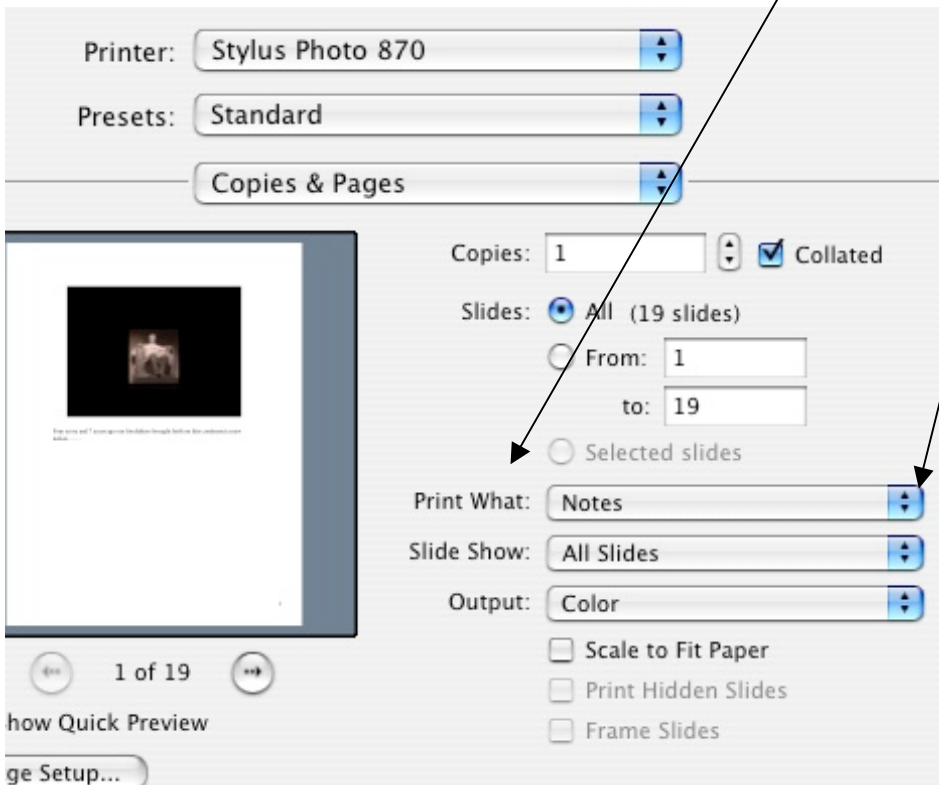 Printer: Stylus Photo 870
Presets: Standard
Copies & Pages
Copies: 1 Collated
Slides: All (19 slides)
From: 1
to: 19
Selected slides
Print What: Notes
Slide Show: All Slides
Output: Color
Scale to Fit Paper
Print Hidden Slides
Frame Slides
1 of 19
how Quick Preview
ge Setup...